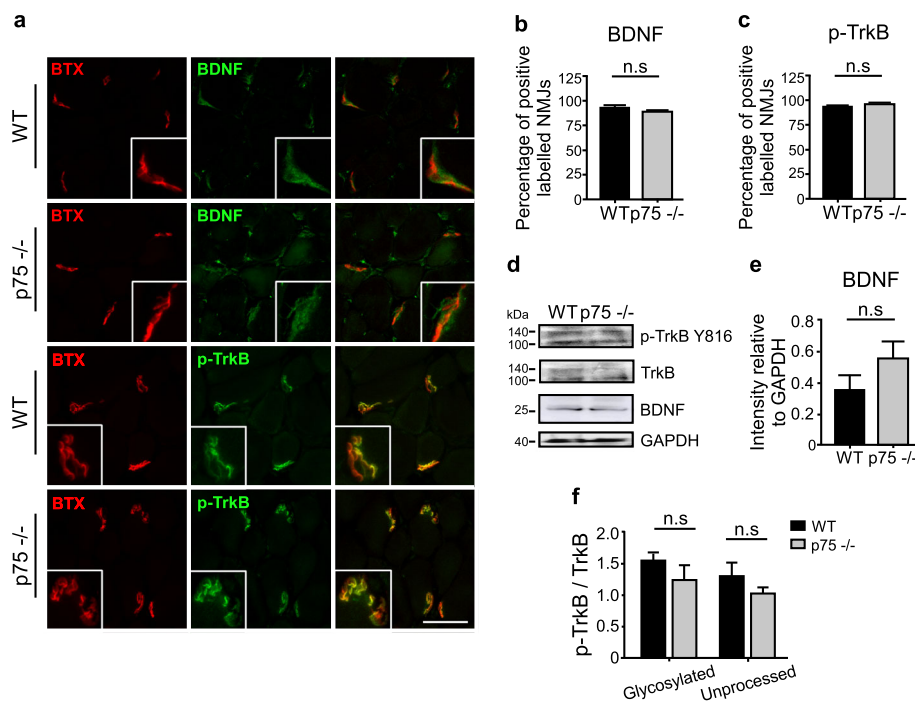 a
BTX
BDNF
WT
BTX
BDNF
p75 -/-
BTX
p-TrkB
WT
BTX
p-TrkB
p75 -/-
b
BDNF
n.s
Percentage of positive
labelled NMJs
125
100
75
50
25
0
WT p75 -/-
c
p-TrkB
n.s
Percentage of positive
labelled NMJs
125
100
75
50
25
0
WT p75 -/-
d
WT p75 -/-
kDa
140
100
p-TrkB Y816
140
100
TrkB
25
BDNF
40
GAPDH
e
BDNF
n.s
Intensity relative
to GAPDH
0.8
0.6
0.4
0.2
0
WT p75 -/-
f
n.s
n.s
WT
p75 -/-
p-TrkB / TrkB
2.0
1.5
1.0
1.5
0
Glycosylated
Unprocessed